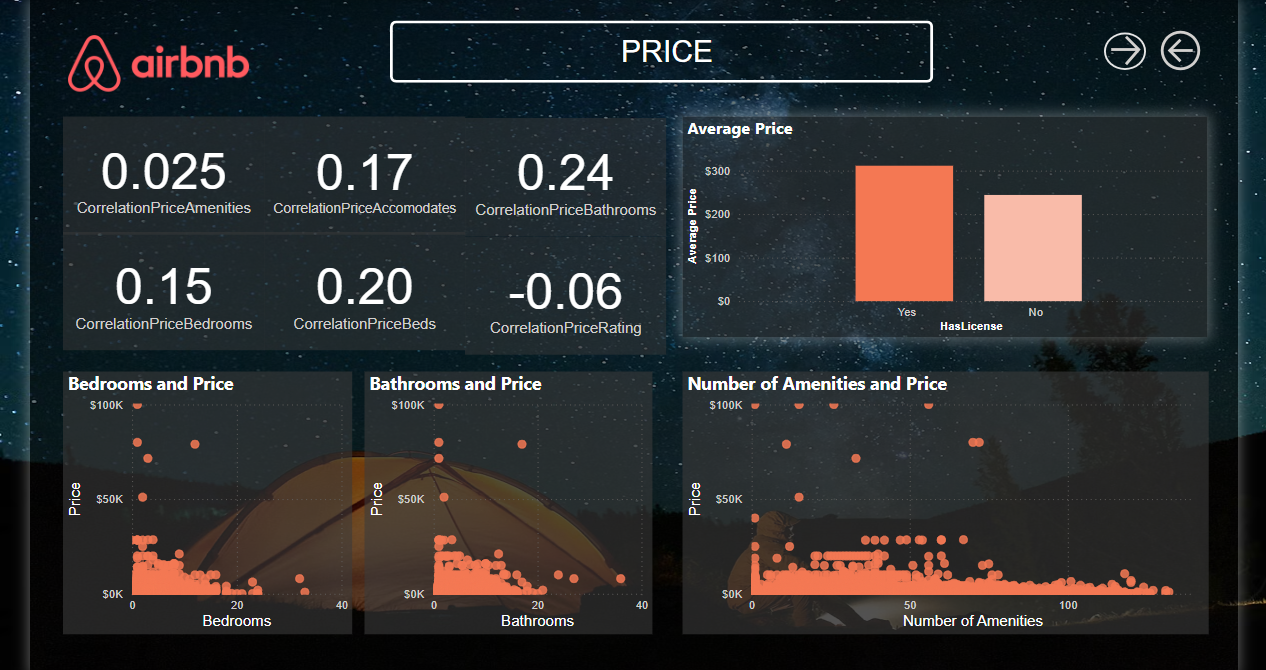 airbnb
PRICE
0.025
CorrelationPriceAmenities
0.17
CorrelationPriceAccomodates
0.24
CorrelationPriceBathrooms
0.15
CorrelationPriceBedrooms
0.20
CorrelationPriceBeds
-0.06
CorrelationPriceRating
Average Price
Average Price
$300
$200
$100
$0
Yes
No
HasLicense
Bedrooms and Price
Price
$100K
$50K
$0K
0
20
40
Bedrooms
Bathrooms and Price
Price
$100K
$50K
$0K
0
20
40
Bathrooms
Number of Amenities and Price
Price
$100K
$50K
$0K
0
50
100
Number of Amenities